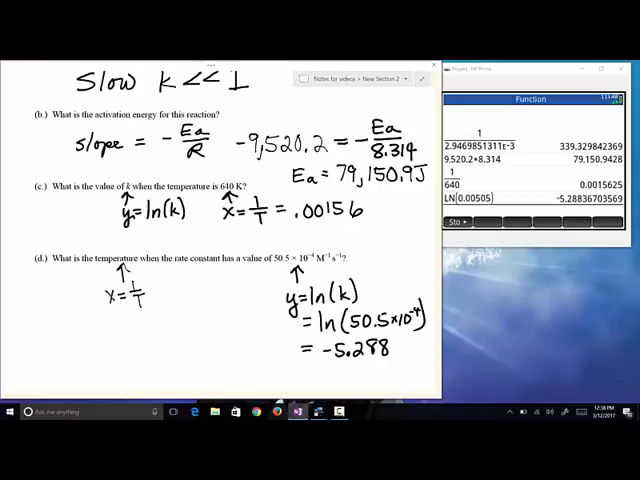 Slow k << 1
Notes for videos > New Section 2
(b.) What is the activation energy for this reaction?
slope = - Ea/R   -9,520.2 = - Ea/8.314
Ea = 79,150.9J
(c.) What is the value of k when the temperature is 640 K?
y = ln(k)   x = 1/T = .00156
(d.) What is the temperature when the rate constant has a value of 50.5 × 10⁻⁴ M⁻¹ s⁻¹?
x = 1/T
y = ln(k)
= ln(50.5×10⁻⁴)
= -5.288
Function
1
2.9469851311E-3
339.329842369
9.520.2*8.314
79,150.9428
1
640
0.0015625
LN(0.00505)
-5.28836703569
Sto ▸
Ask me anything
12:38 PM
3/12/2017